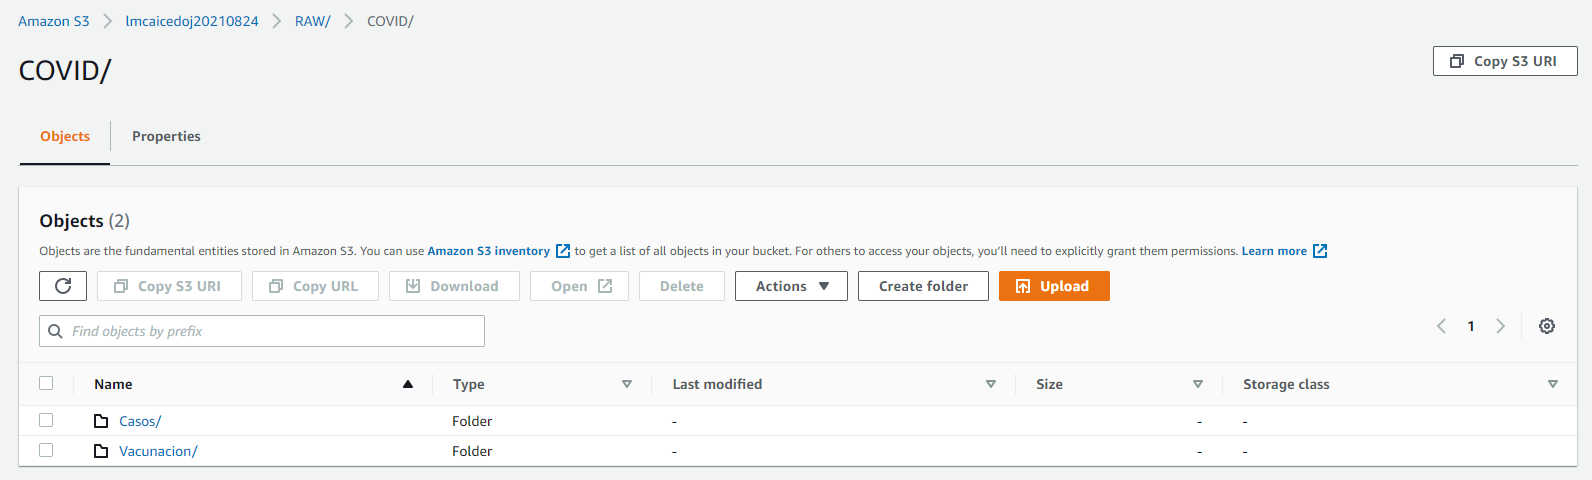 Amazon S3 lmcaicedoj20210824 RAW/ COVID/
COVID/
Copy S3 URI
Objects Properties
Objects (2)
Objects are the fundamental entities stored in Amazon S3. You can use Amazon S3 inventory to get a list of all objects in your bucket. For others to access your objects, you'll need to explicitly grant them permissions. Learn more
Copy S3 URI Copy URL Download Open Delete Actions Create folder Upload
Find objects by prefix
1
Name Type Last modified Size Storage class
Casos/ Folder - - -
Vacunacion/ Folder - - -